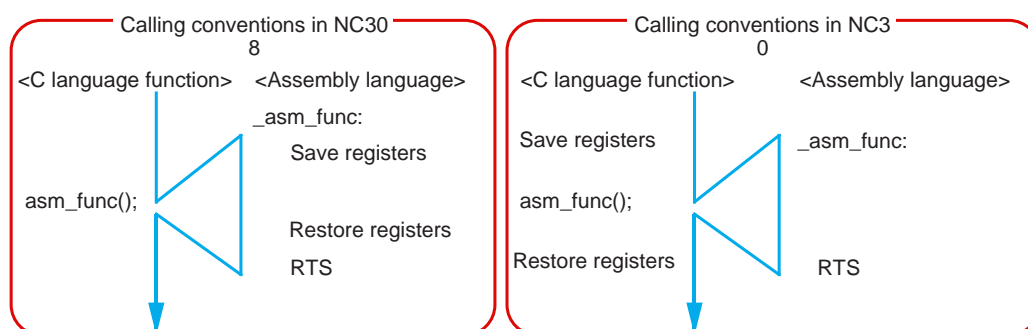 Calling conventions in NC30
8
<C language function> <Assembly language>
_asm_func:
Save registers
asm_func();
Restore registers
RTS
Calling conventions in NC3
0
<C language function> <Assembly language>
Save registers
_asm_func:
asm_func();
Restore registers
RTS